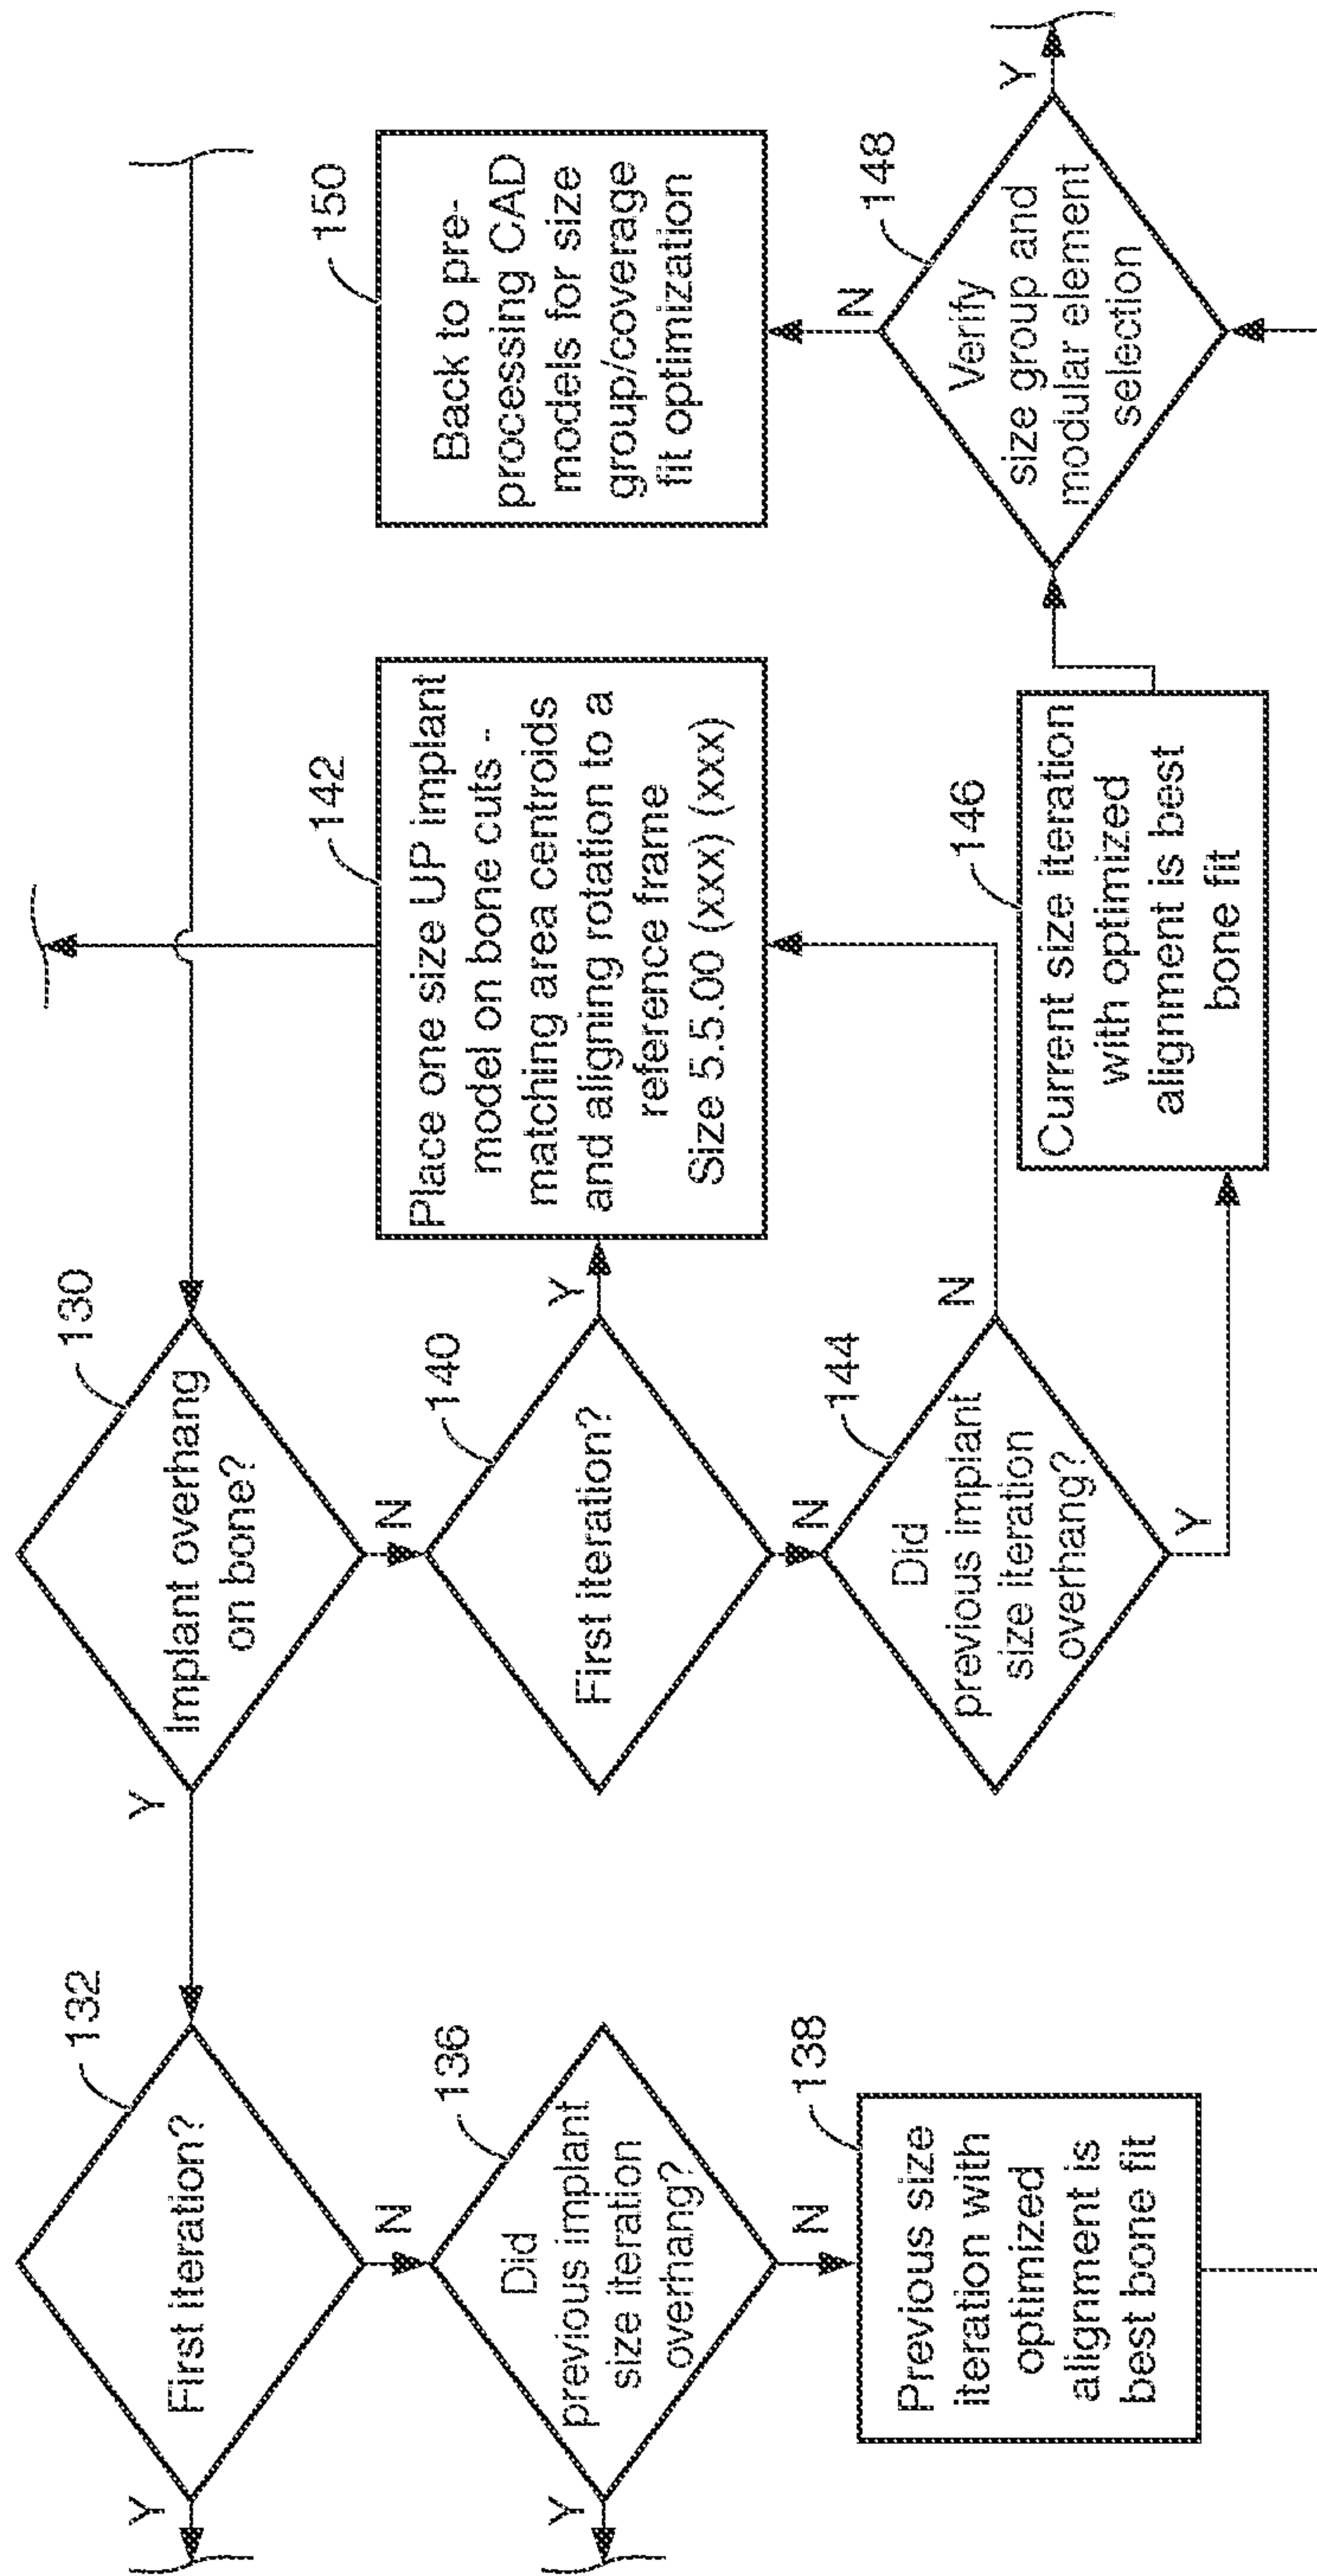 132
First iteration?
Y
N
136
Did
previous implant
size iteration
overhang?
Y
N
138
Previous size
iteration with
optimized
alignment is
best bone fit
130
Implant overhang
on bone?
Y
N
140
First iteration?
Y
N
144
Did
previous implant
size iteration
overhang?
N
Y
142
Place one size UP implant
model on bone cuts -
matching area centroids
and aligning rotation to a
reference frame
Size 5.5.00 (xxx) (xxx)
146
Current size iteration
with optimized
alignment is best
bone fit
150
Back to pre-
processing CAD
models for size
group/coverage
fit optimization
148
N
Verify
size group and
modular element
selection
Y